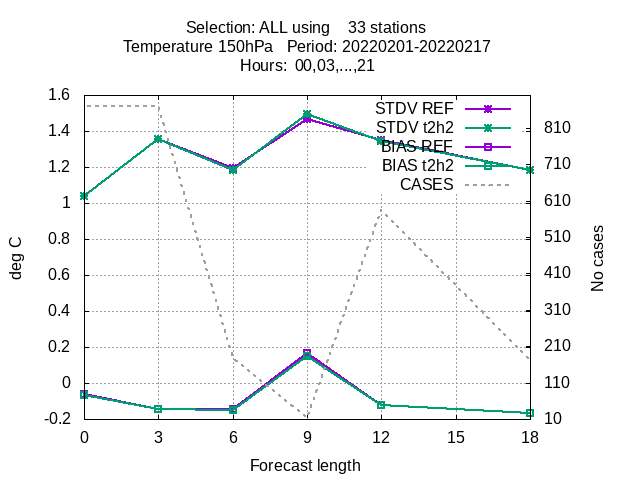 Selection: ALL using    33 stations
Temperature 150hPa   Period: 20220201-20220217
Hours:  00,03,...,21
1.6
1.4
1.2
1
0.8
0.6
0.4
0.2
0
-0.2
deg C
STDV REF
STDV t2h2
BIAS REF
BIAS t2h2
CASES
810
710
610
510
410
310
210
110
10
No cases
0 3 6 9 12 15 18
Forecast length